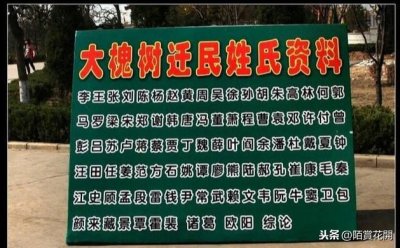 大槐树迁民姓氏资料
李王张刘陈杨赵黄周吴徐孙胡朱高林何郭
马罗梁宋郑谢韩唐冯董萧程曹袁邓许付曾
彭吕苏卢蒋蔡贾丁魏薛叶阎余潘杜戴夏钟
汪田任姜范方石姚谭廖熊陆郝孔崔康毛秦
江史顾孟段雷钱尹常武赖文韦阮牛窦卫包
颜来藏景覃霍裴 诸葛 欧阳 综论
头条@陌賞花開